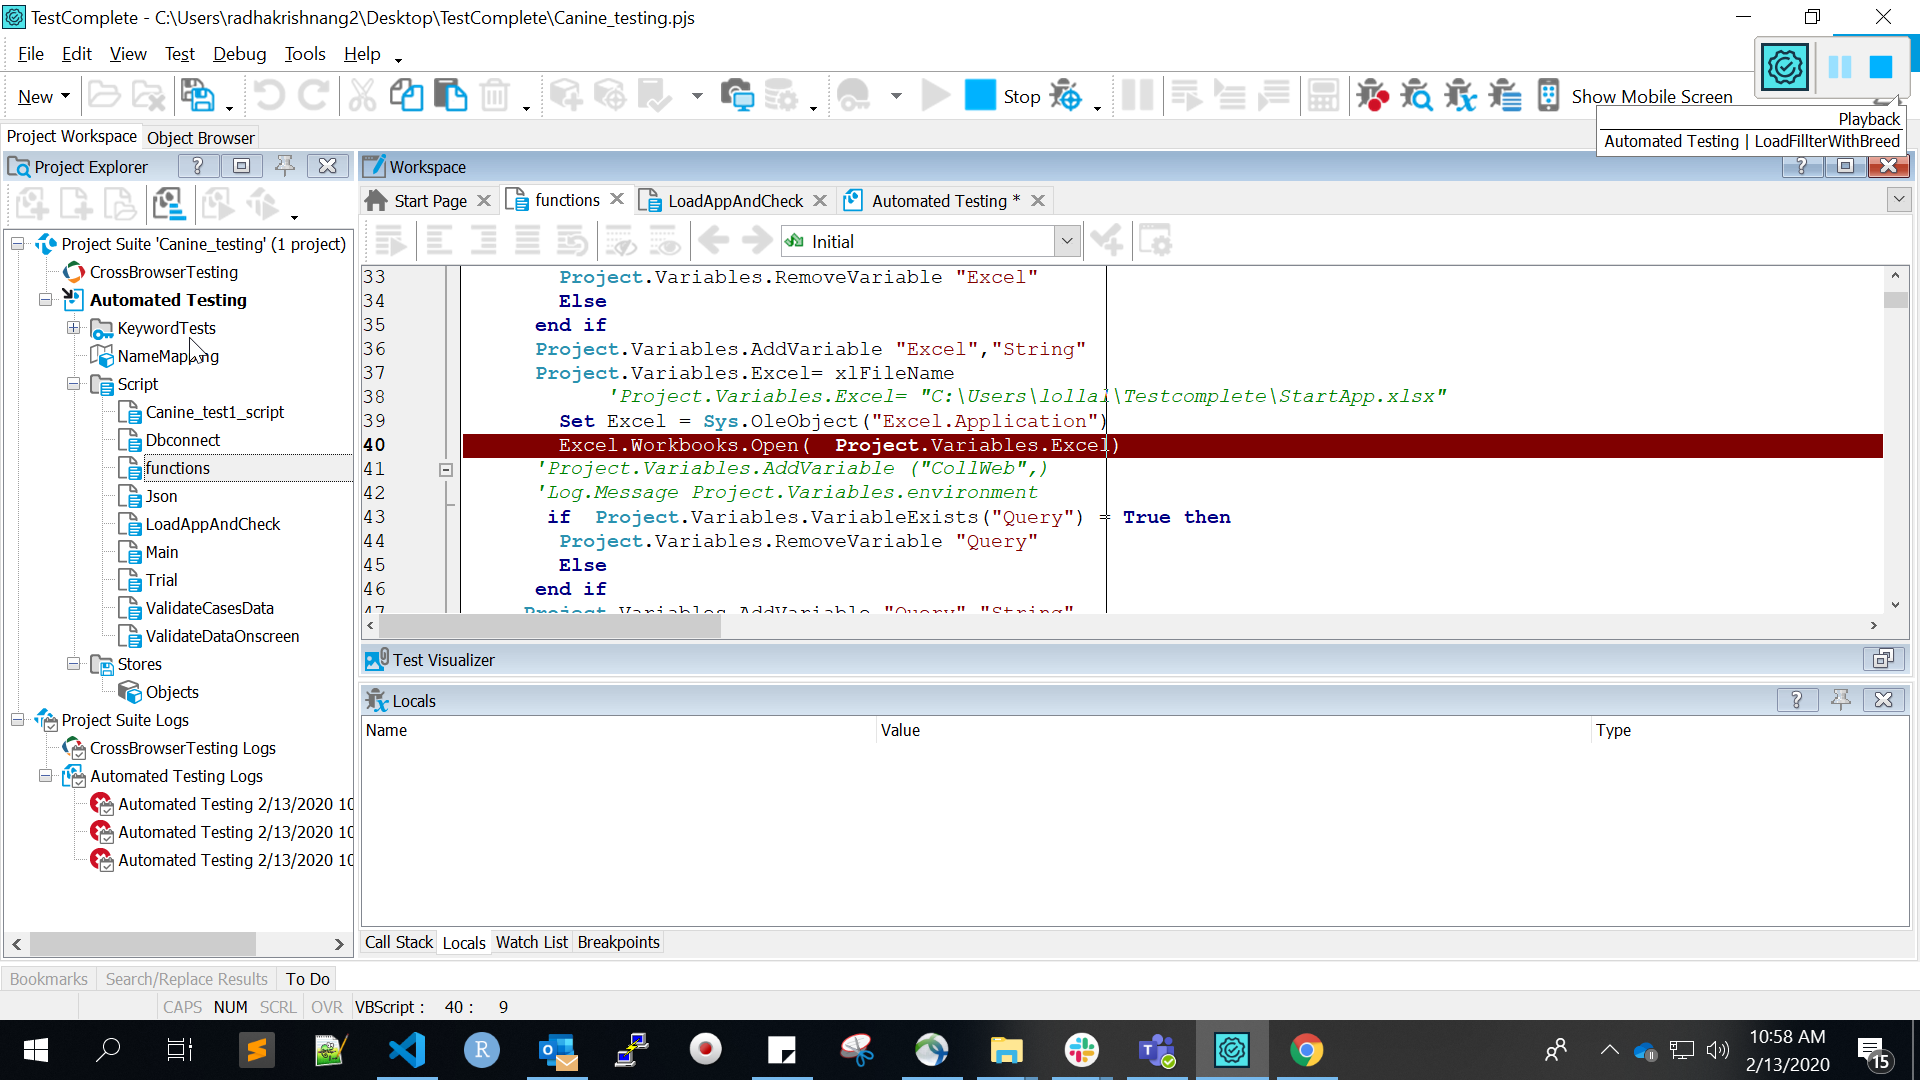 TestComplete - C:\Users\radhakrishnang2\Desktop\TestComplete\Canine_testing.pjs
File Edit View Test Debug Tools Help
New Stop Show Mobile Screen
Playback
Automated Testing | LoadFillterWithBreed
Project Workspace Object Browser
Project Explorer
Workspace
Start Page functions LoadAppAndCheck Automated Testing *
Initial
Project Suite 'Canine_testing' (1 project)
CrossBrowserTesting
Automated Testing
KeywordTests
NameMapping
Script
Canine_test1_script
Dbconnect
functions
Json
LoadAppAndCheck
Main
Trial
ValidateCasesData
ValidateDataOnscreen
Stores
Objects
Project Suite Logs
CrossBrowserTesting Logs
Automated Testing Logs
Automated Testing 2/13/2020 10
Automated Testing 2/13/2020 10
Automated Testing 2/13/2020 10
33 Project.Variables.RemoveVariable "Excel"
34 Else
35 end if
36 Project.Variables.AddVariable "Excel","String"
37 Project.Variables.Excel= xlFileName
38 'Project.Variables.Excel= "C:\Users\lollal\Testcomplete\StartApp.xlsx"
39 Set Excel = Sys.OleObject("Excel.Application")
40 Excel.Workbooks.Open( Project.Variables.Excel)
41 'Project.Variables.AddVariable ("CollWeb",)
42 'Log.Message Project.Variables.environment
43 if Project.Variables.VariableExists("Query") = True then
44 Project.Variables.RemoveVariable "Query"
45 Else
46 end if
47 Project.Variables.AddVariable "Query","String"
Test Visualizer
Locals
Name Value Type
Call Stack Locals Watch List Breakpoints
Bookmarks Search/Replace Results To Do
CAPS NUM SCRL OVR VBScript : 40 : 9
10:58 AM
2/13/2020
15